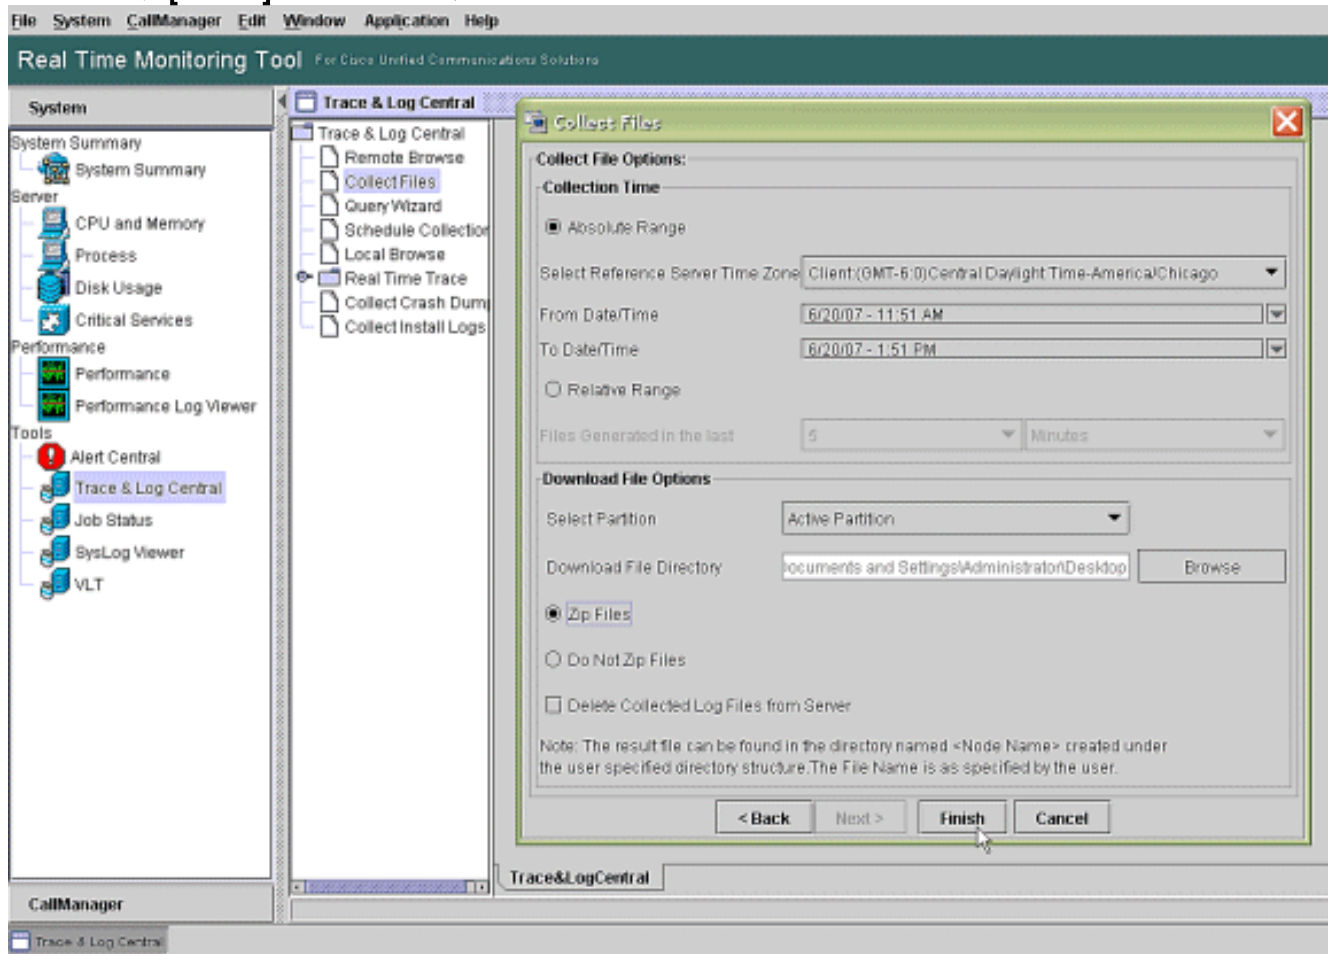 File System CallManager Edit Window Application Help
Real Time Monitoring Tool For Cisco Unified Communications Solutions
System
System Summary
System Summary
Server
CPU and Memory
Process
Disk Usage
Critical Services
Performance
Performance
Performance Log Viewer
Tools
Alert Central
Trace & Log Central
Job Status
SysLog Viewer
VLT
CallManager
Trace & Log Central
Trace & Log Central
Remote Browse
Collect Files
Query Wizard
Schedule Collection
Local Browse
Real Time Trace
Collect Crash Dump
Collect Install Logs
Collect Files
Collect File Options:
Collection Time
Absolute Range
Select Reference Server Time Zone Client:(GMT-6:0)Central Daylight Time-America/Chicago
From Date/Time 6/20/07 - 11:51 AM
To Date/Time 6/20/07 - 1:51 PM
Relative Range
Files Generated in the last 5 Minutes
Download File Options
Select Partition Active Partition
Download File Directory ocuments and Settings\Administrator\Desktop Browse
Zip Files
Do Not Zip Files
Delete Collected Log Files from Server
Note: The result file can be found in the directory named <Node Name> created under
the user specified directory structure.The File Name is as specified by the user.
< Back Next > Finish Cancel
Trace&LogCentral
Trace & Log Central